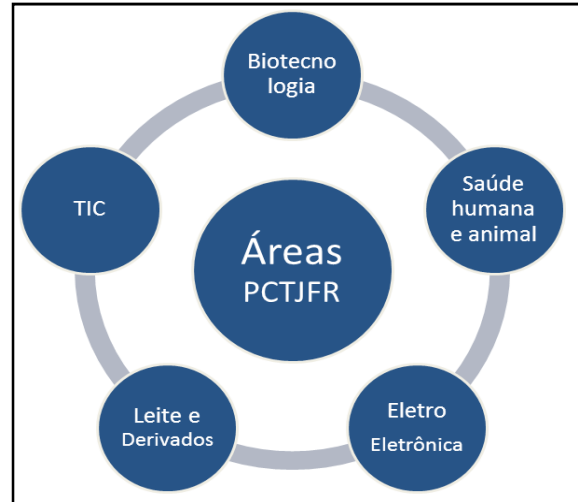 Biotecno
logia
TIC
Saúde
humana
e animal
Áreas
PCTJFR
Leite e
Derivados
Eletro
Eletrônica